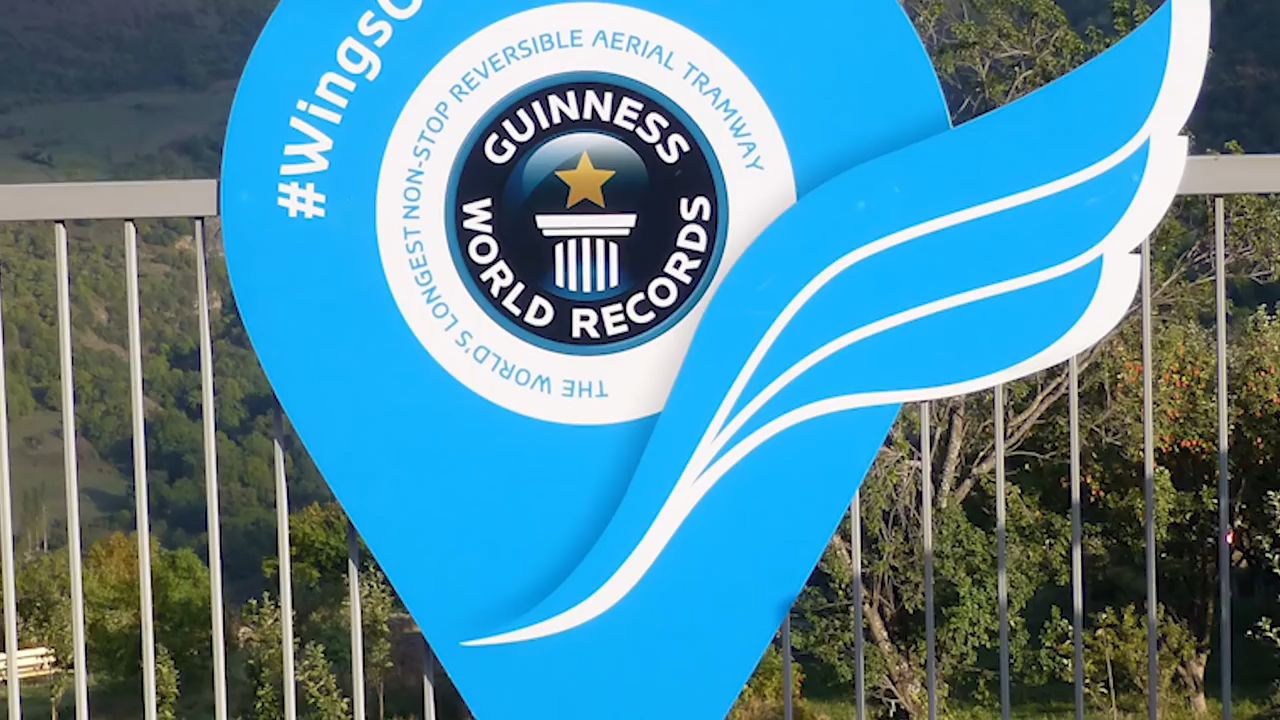 THE WORLD'S LONGEST NON-STOP REVERSIBLE AERIAL TRAMWAY
GUINNESS
WORLD RECORDS